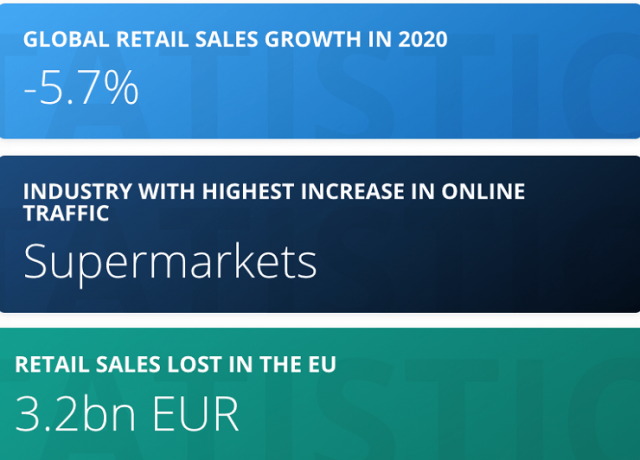 GLOBAL RETAIL SALES GROWTH IN 2020
-5.7%
INDUSTRY WITH HIGHEST INCREASE IN ONLINE
TRAFFIC
Supermarkets
RETAIL SALES LOST IN THE EU
3.2bn EUR